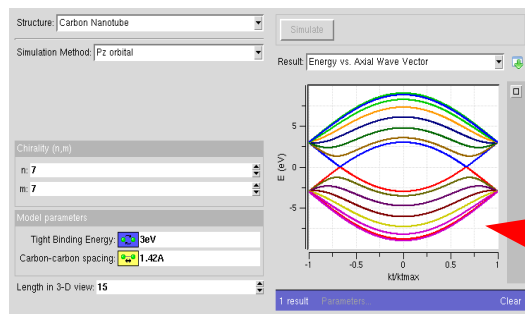 Structure: Carbon Nanotube
Simulation Method: Pz orbital
Chirality (n,m)
n: 7
m: 7
Model parameters
Tight Binding Energy: 3eV
Carbon-carbon spacing: 1.42A
Length in 3-D view: 15
Simulate
Result: Energy vs. Axial Wave Vector
E (eV)
5
-5
-1 -0.5 0 0.5 1
kt/ktmax
1 result Parameters... Clear